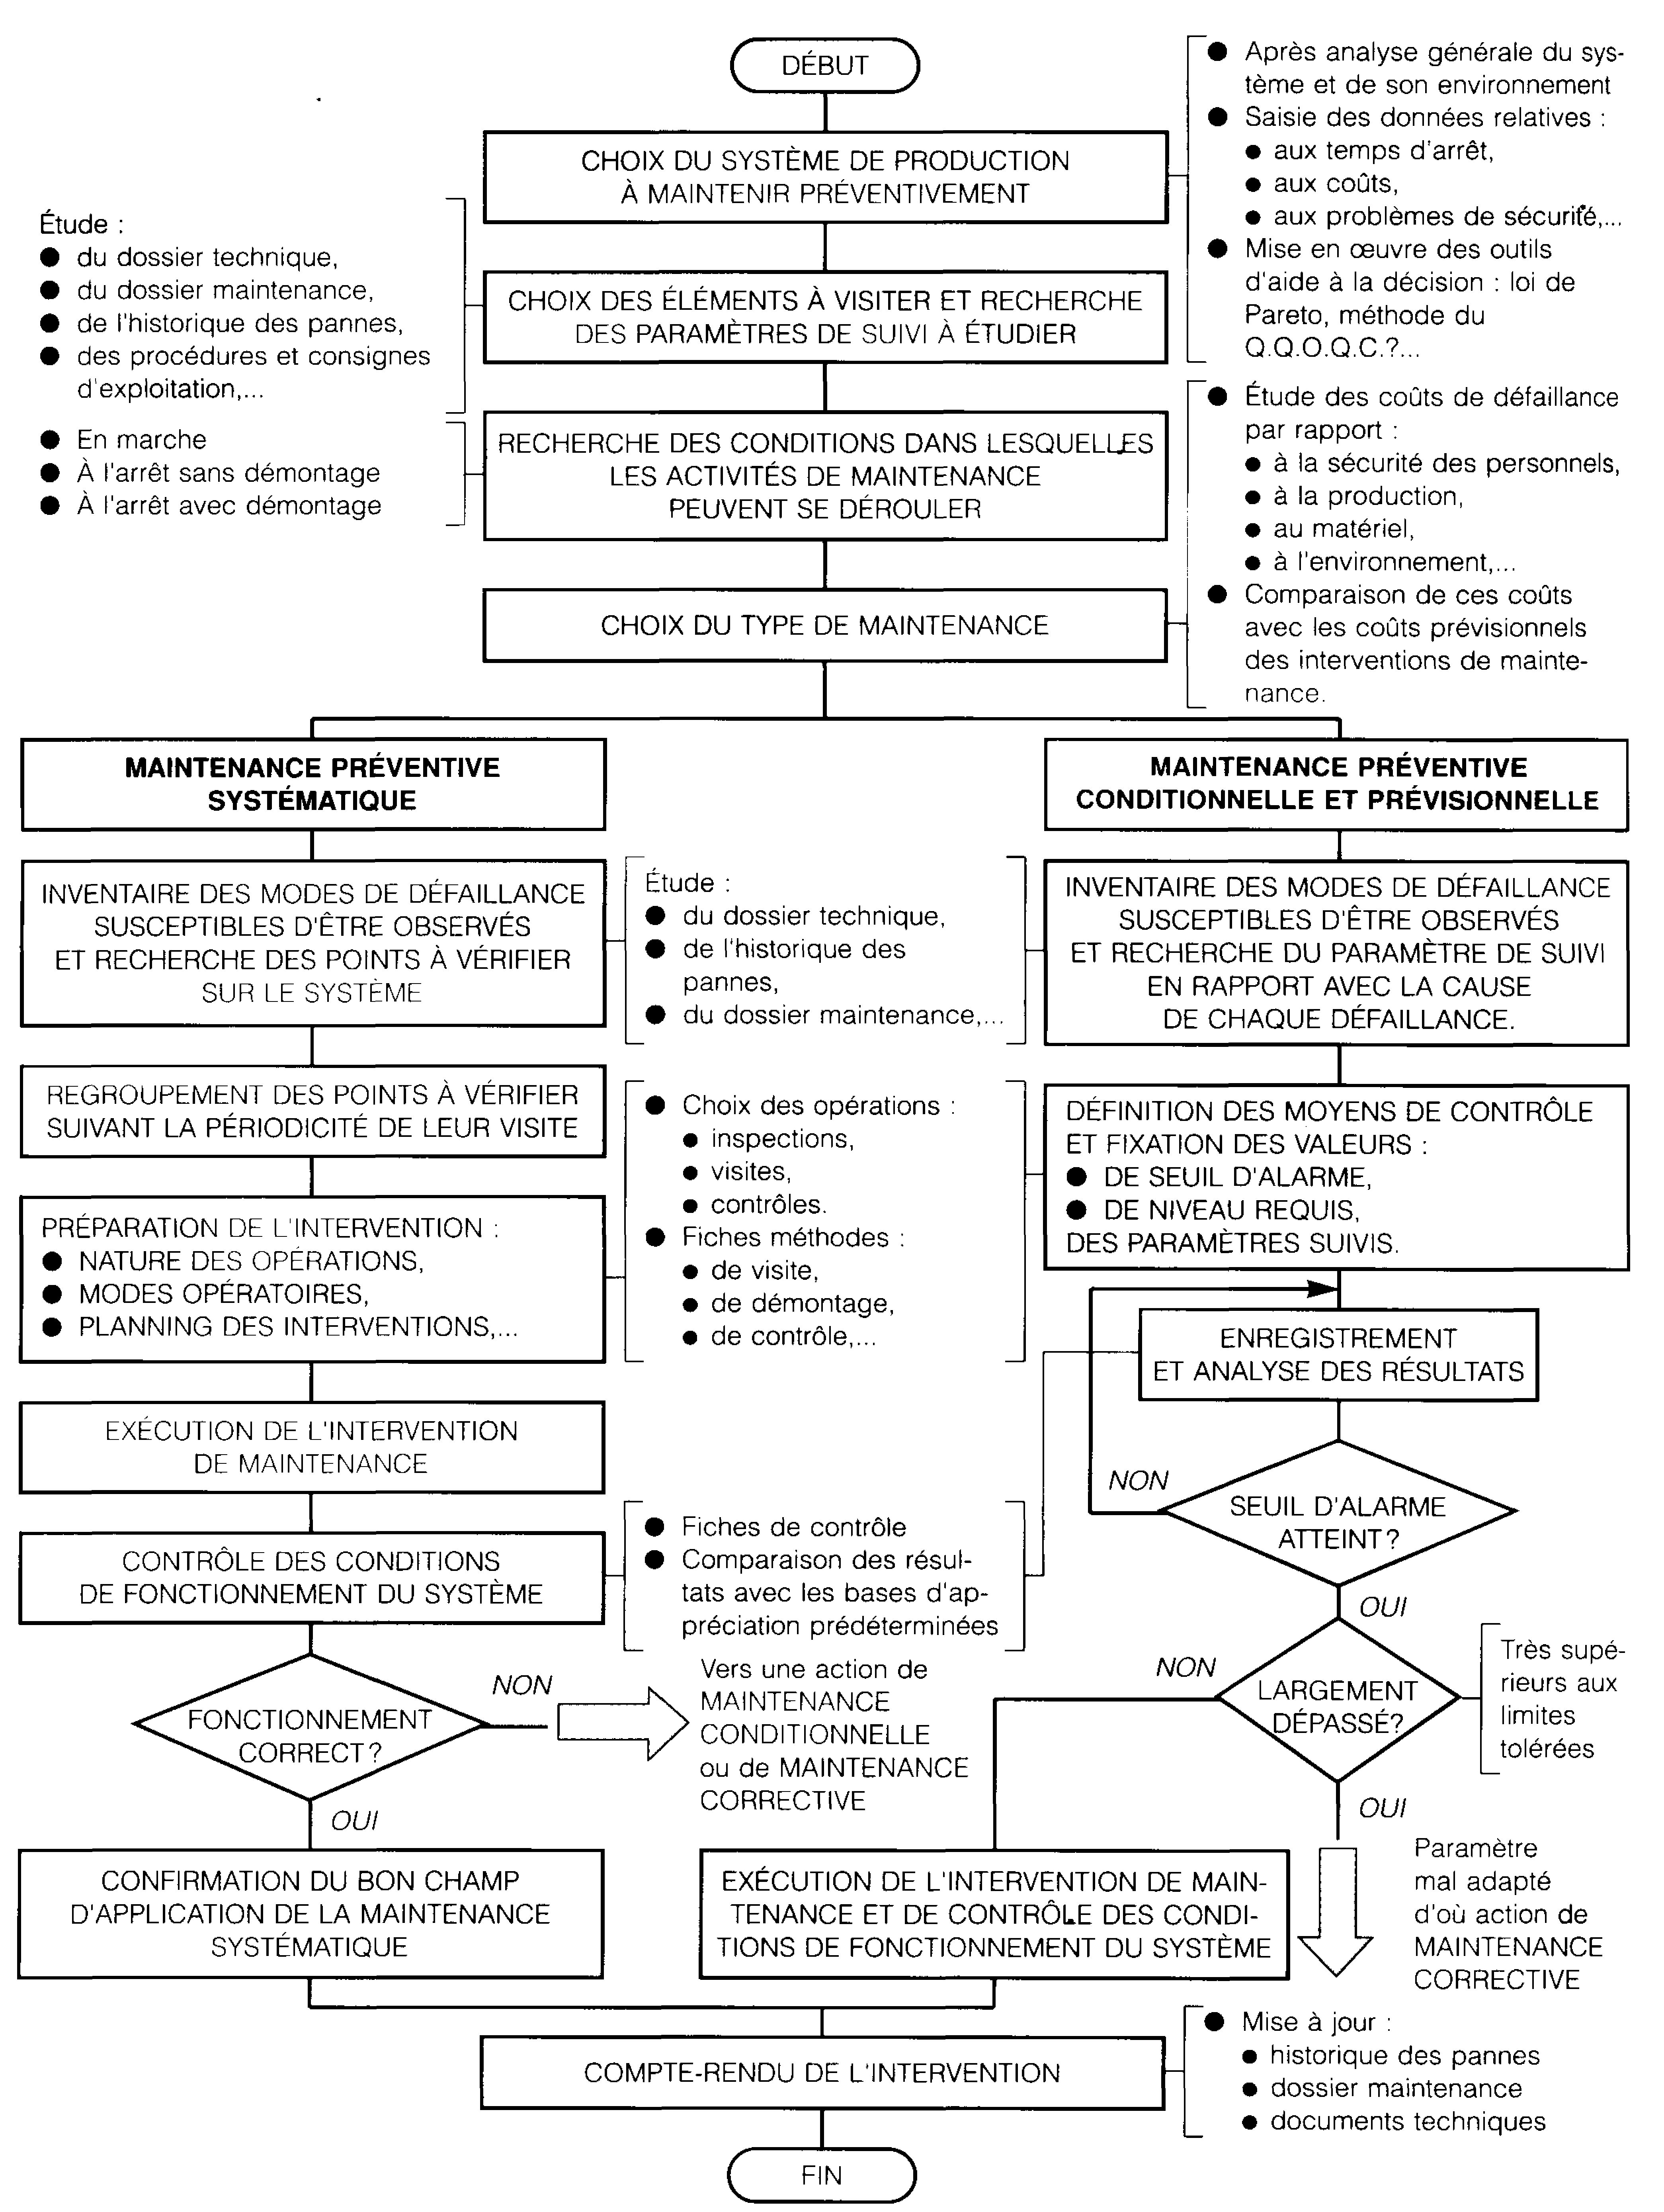 DÉBUT
● Après analyse générale du sys-
tème et de son environnement
● Saisie des données relatives :
● aux temps d'arrêt,
● aux coûts,
● aux problèmes de sécurité,...
● Mise en œuvre des outils
d'aide à la décision : loi de
Pareto, méthode du
Q.Q.O.Q.C.?...
CHOIX DU SYSTÈME DE PRODUCTION
À MAINTENIR PRÉVENTIVEMENT
Étude :
● du dossier technique,
● du dossier maintenance,
● de l'historique des pannes,
● des procédures et consignes
d'exploitation,...
CHOIX DES ÉLÉMENTS À VISITER ET RECHERCHE
DES PARAMÈTRES DE SUIVI À ÉTUDIER
● En marche
● À l'arrêt sans démontage
● À l'arrêt avec démontage
RECHERCHE DES CONDITIONS DANS LESQUELLES
LES ACTIVITÉS DE MAINTENANCE
PEUVENT SE DÉROULER
● Étude des coûts de défaillance
par rapport :
● à la sécurité des personnels,
● à la production,
● au matériel,
● à l'environnement,...
● Comparaison de ces coûts
avec les coûts prévisionnels
des interventions de mainte-
nance.
CHOIX DU TYPE DE MAINTENANCE
MAINTENANCE PRÉVENTIVE
SYSTÉMATIQUE
MAINTENANCE PRÉVENTIVE
CONDITIONNELLE ET PRÉVISIONNELLE
INVENTAIRE DES MODES DE DÉFAILLANCE
SUSCEPTIBLES D'ÊTRE OBSERVÉS
ET RECHERCHE DES POINTS À VÉRIFIER
SUR LE SYSTÈME
Étude :
● du dossier technique,
● de l'historique des
pannes,
● du dossier maintenance,...
INVENTAIRE DES MODES DE DÉFAILLANCE
SUSCEPTIBLES D'ÊTRE OBSERVÉS
ET RECHERCHE DU PARAMÈTRE DE SUIVI
EN RAPPORT AVEC LA CAUSE
DE CHAQUE DÉFAILLANCE.
REGROUPEMENT DES POINTS À VÉRIFIER
SUIVANT LA PÉRIODICITÉ DE LEUR VISITE
● Choix des opérations :
● inspections,
● visites,
● contrôles.
● Fiches méthodes :
● de visite,
● de démontage,
● de contrôle,...
DÉFINITION DES MOYENS DE CONTRÔLE
ET FIXATION DES VALEURS :
● DE SEUIL D'ALARME,
● DE NIVEAU REQUIS,
DES PARAMÈTRES SUIVIS.
PRÉPARATION DE L'INTERVENTION :
● NATURE DES OPÉRATIONS,
● MODES OPÉRATOIRES,
● PLANNING DES INTERVENTIONS,...
ENREGISTREMENT
ET ANALYSE DES RÉSULTATS
EXÉCUTION DE L'INTERVENTION
DE MAINTENANCE
NON
SEUIL D'ALARME
ATTEINT ?
OUI
CONTRÔLE DES CONDITIONS
DE FONCTIONNEMENT DU SYSTÈME
● Fiches de contrôle
● Comparaison des résul-
tats avec les bases d'ap-
préciation prédéterminées
NON
LARGEMENT
DÉPASSÉ?
Très supé-
rieurs aux
limites
tolérées
OUI
FONCTIONNEMENT
CORRECT ?
NON
Vers une action de
MAINTENANCE
CONDITIONNELLE
ou de MAINTENANCE
CORRECTIVE
OUI
CONFIRMATION DU BON CHAMP
D'APPLICATION DE LA MAINTENANCE
SYSTÉMATIQUE
EXÉCUTION DE L'INTERVENTION DE MAIN-
TENANCE ET DE CONTRÔLE DES CONDI-
TIONS DE FONCTIONNEMENT DU SYSTÈME
Paramètre
mal adapté
d'où action de
MAINTENANCE
CORRECTIVE
COMPTE-RENDU DE L'INTERVENTION
● Mise à jour :
● historique des pannes
● dossier maintenance
● documents techniques
FIN